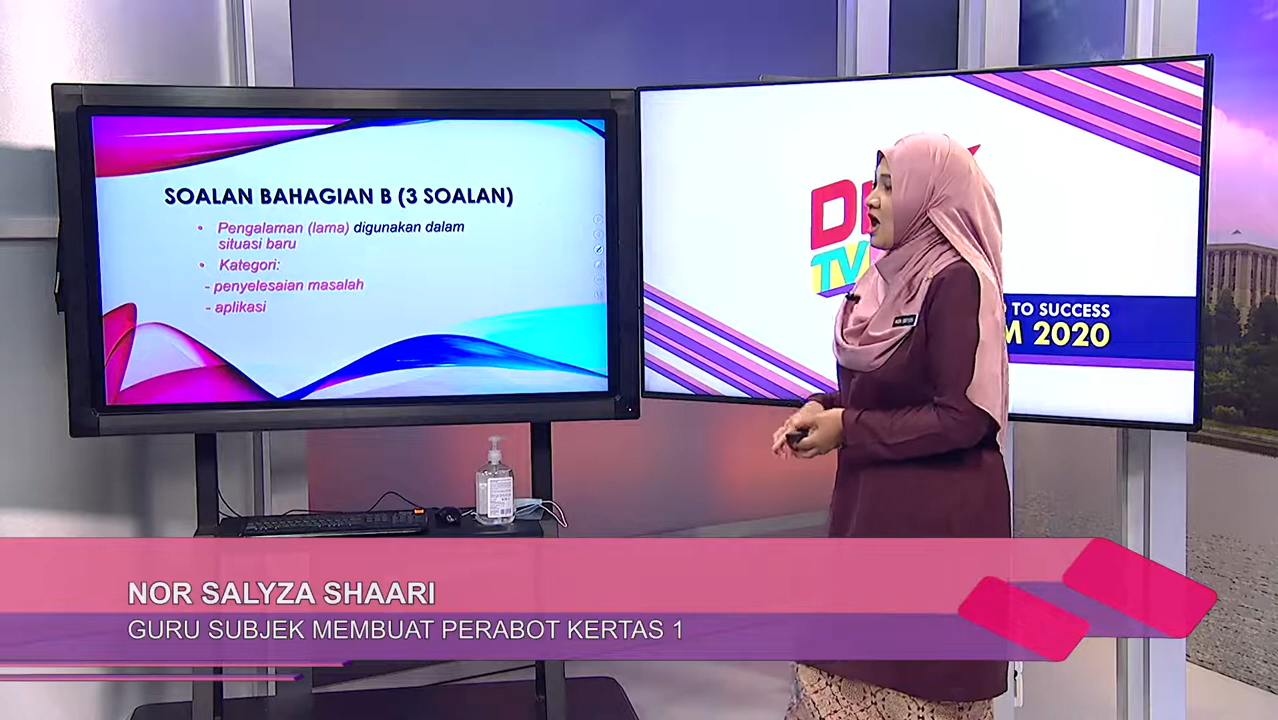 SOALAN BAHAGIAN B (3 SOALAN)
• Pengalaman (lama) digunakan dalam
situasi baru
• Kategori:
- penyelesaian masalah
- aplikasi
TV
TO SUCCESS
2020
NOR SALYZA SHAARI
GURU SUBJEK MEMBUAT PERABOT KERTAS 1